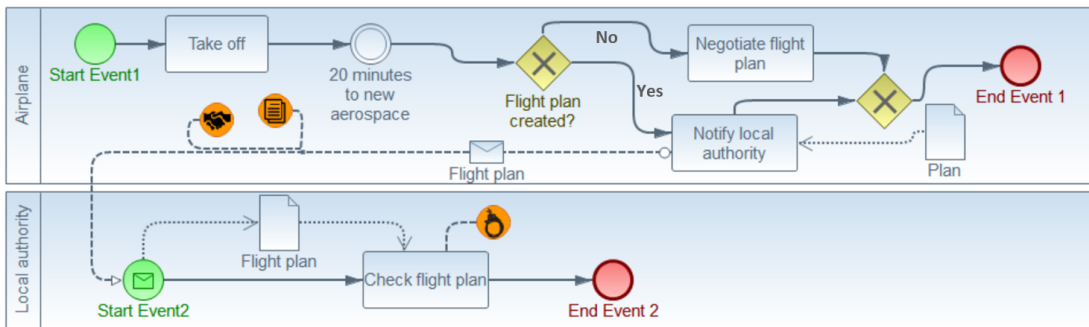 Airplane
Start Event1
Take off
20 minutes
to new
aerospace
Flight plan
created?
No
Yes
Negotiate flight
plan
Notify local
authority
End Event 1
Plan
Flight plan
Local authority
Start Event2
Flight plan
Check flight plan
End Event 2